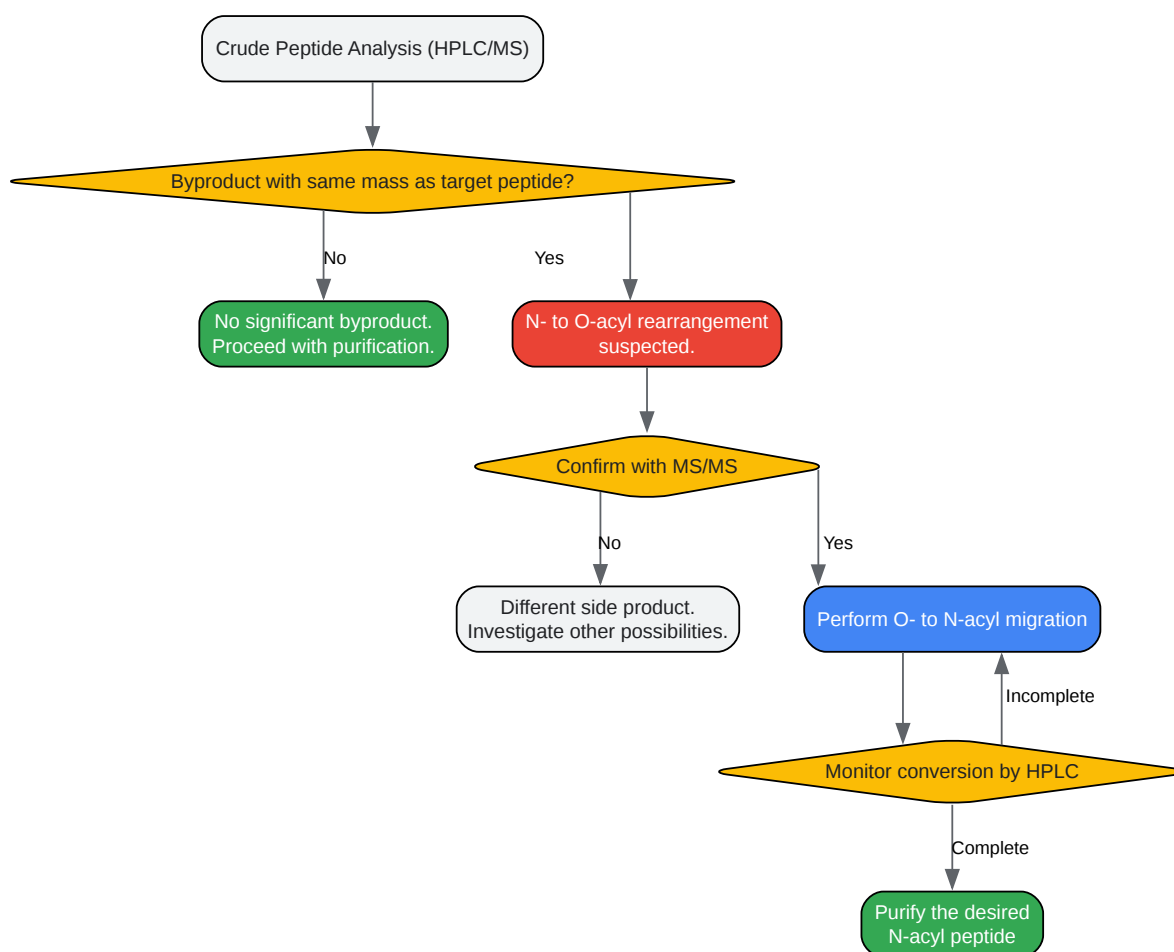 Crude Peptide Analysis (HPLC/MS)
Byproduct with same mass as target peptide?
No
Yes
No significant byproduct.
Proceed with purification.
N- to O-acyl rearrangement
suspected.
Confirm with MS/MS
No
Yes
Different side product.
Investigate other possibilities.
Perform O- to N-acyl migration
Incomplete
Monitor conversion by HPLC
Complete
Purify the desired
N-acyl peptide